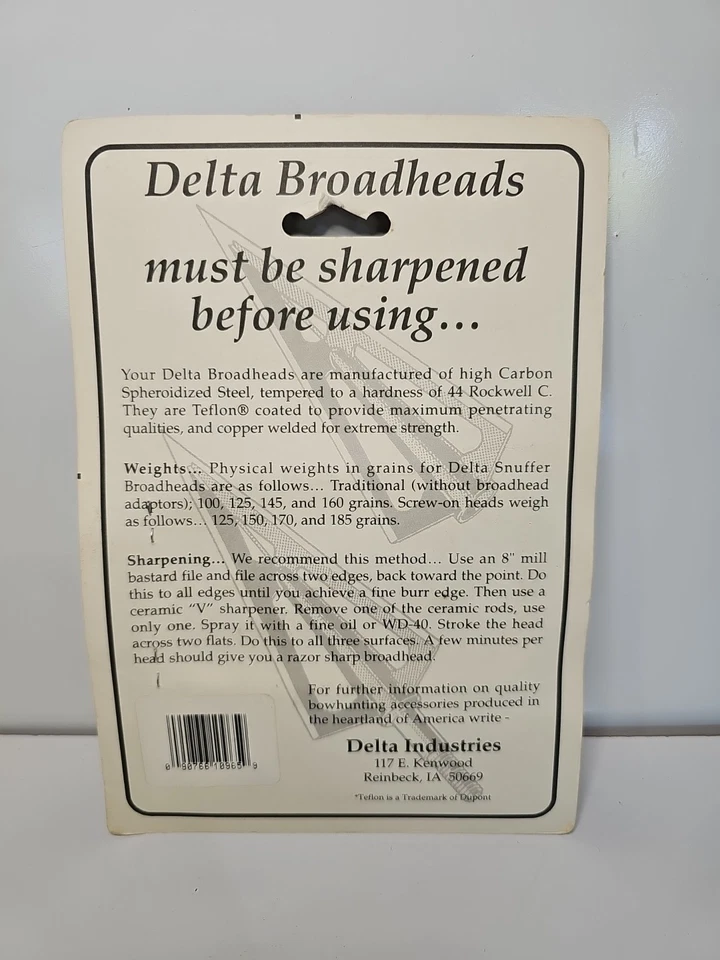 Delta Broadheads
must be sharpened
before using...
Your Delta Broadheads are manufactured of high Carbon
Spheroidized Steel, tempered to a hardness of 44 Rockwell C.
They are Teflon® coated to provide maximum penetrating
qualities, and copper welded for extreme strength.
Weights... Physical weights in grains for Delta Snuffer
Broadheads are as follows... Traditional (without broadhead
adaptors); 100, 125, 145, and 160 grains. Screw-on heads weigh
as follows... 125, 150, 170, and 185 grains.
Sharpening... We recommend this method... Use an 8" mill
bastard file and file across two edges, back toward the point. Do
this to all edges until you achieve a fine burr edge. Then use a
ceramic "V" sharpener. Remove one of the ceramic rods, use
only one. Spray it with a fine oil or WD-40. Stroke the head
across two flats. Do this to all three surfaces. A few minutes per
head should give you a razor sharp broadhead.
For further information on quality
bowhunting accessories produced in
the heartland of America write -
Delta Industries
117 E. Kenwood
Reinbeck, IA 50669
*Teflon is a Trademark of Dupont
0 90766 10965 9